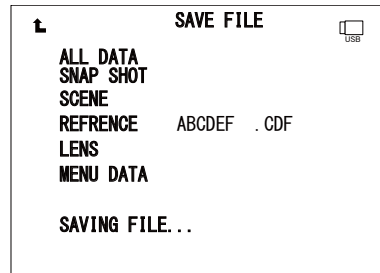 SAVE FILE
USB
ALL DATA
SNAP SHOT
SCENE
REFRENCE ABCDEF .CDF
LENS
MENU DATA
SAVING FILE...